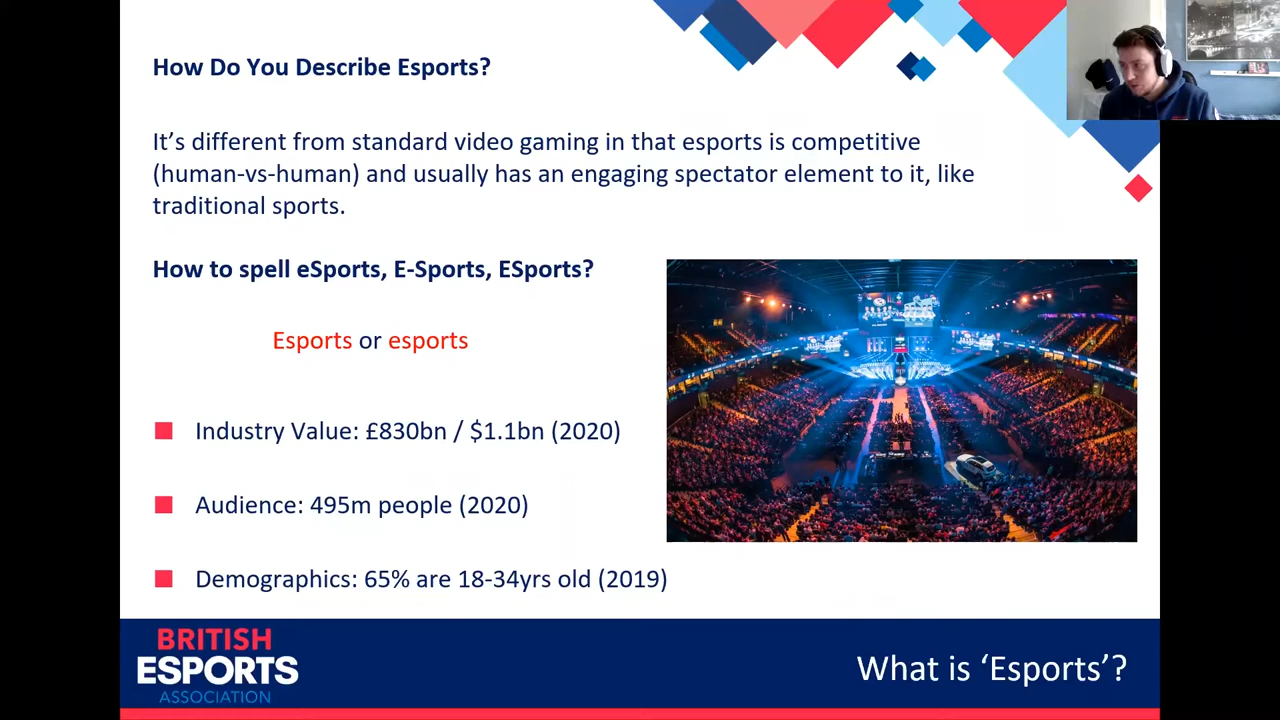 How Do You Describe Esports?
It’s different from standard video gaming in that esports is competitive
(human-vs-human) and usually has an engaging spectator element to it, like
traditional sports.
How to spell eSports, E-Sports, ESports?
Esports or esports
Industry Value: £830bn / $1.1bn (2020)
Audience: 495m people (2020)
Demographics: 65% are 18-34yrs old (2019)
BRITISH
ESPORTS
ASSOCIATION
What is ‘Esports’?